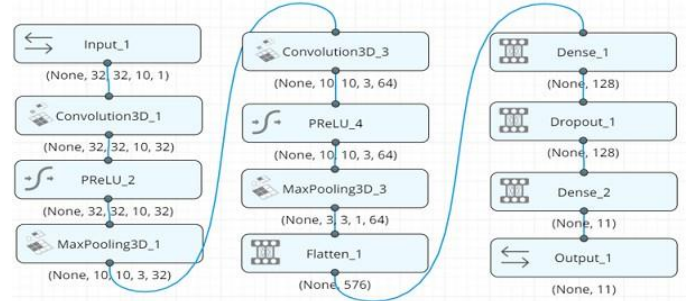 Input_1
(None, 32, 32, 10, 1)
Convolution3D_1
(None, 32, 32, 10, 32)
PReLU_2
(None, 32, 32, 10, 32)
MaxPooling3D_1
(None, 10, 10, 3, 32)
Convolution3D_3
(None, 10, 10, 3, 64)
PReLU_4
(None, 10, 10, 3, 64)
MaxPooling3D_3
(None, 3, 3, 1, 64)
Flatten_1
(None, 576)
Dense_1
(None, 128)
Dropout_1
(None, 128)
Dense_2
(None, 11)
Output_1
(None, 11)